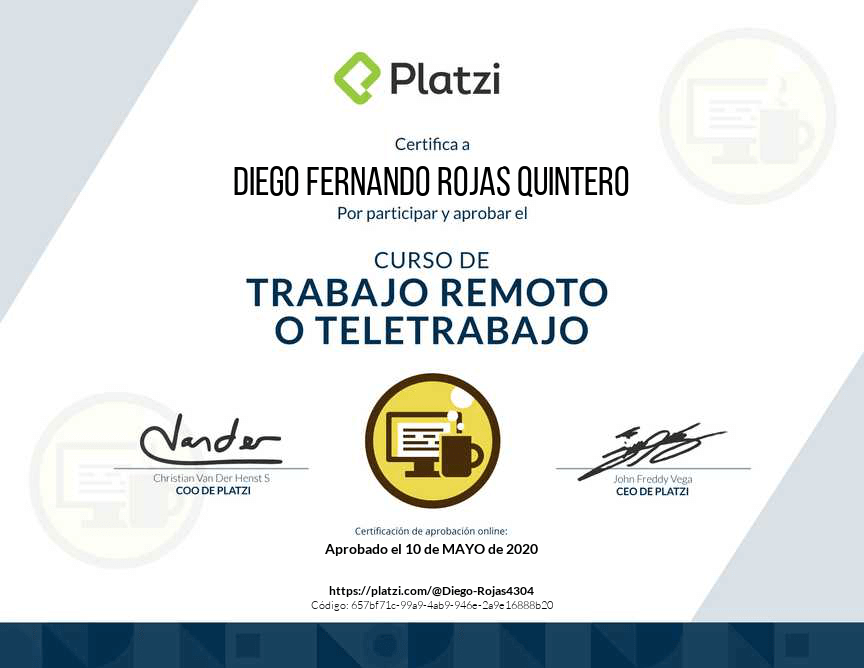 Platzi
Certifica a
DIEGO FERNANDO ROJAS QUINTERO
Por participar y aprobar el
CURSO DE
TRABAJO REMOTO
O TELETRABAJO
Vander
Christian Van Der Henst S
COO DE PLATZI
John Freddy Vega
CEO DE PLATZI
Certificación de aprobación online:
Aprobado el 10 de MAYO de 2020
https://platzi.com/@Diego-Rojas4304
Código: 657bf71c-99a9-4ab9-946e-2a9e16888b20